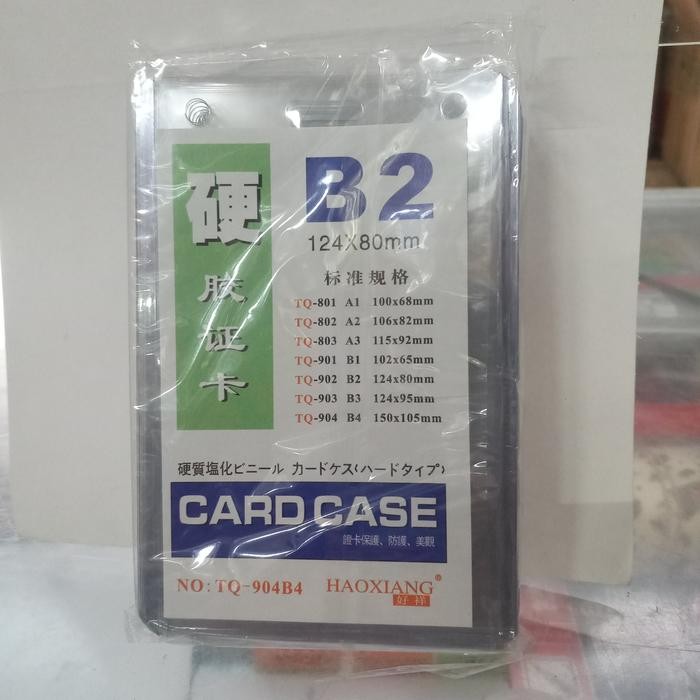 硬胶证卡
B2
124X80mm
标准规格
TQ-801 A1 100x68mm
TQ-802 A2 106x82mm
TQ-803 A3 115x92mm
TQ-901 B1 102x65mm
TQ-902 B2 124x80mm
TQ-903 B3 124x95mm
TQ-904 B4 150x105mm
硬質塩化ビニール カードケス(ハードタイプ)
CARD CASE
證卡保護、防護、美觀
NO: TQ-904B4
HAOXIANG®
好祥